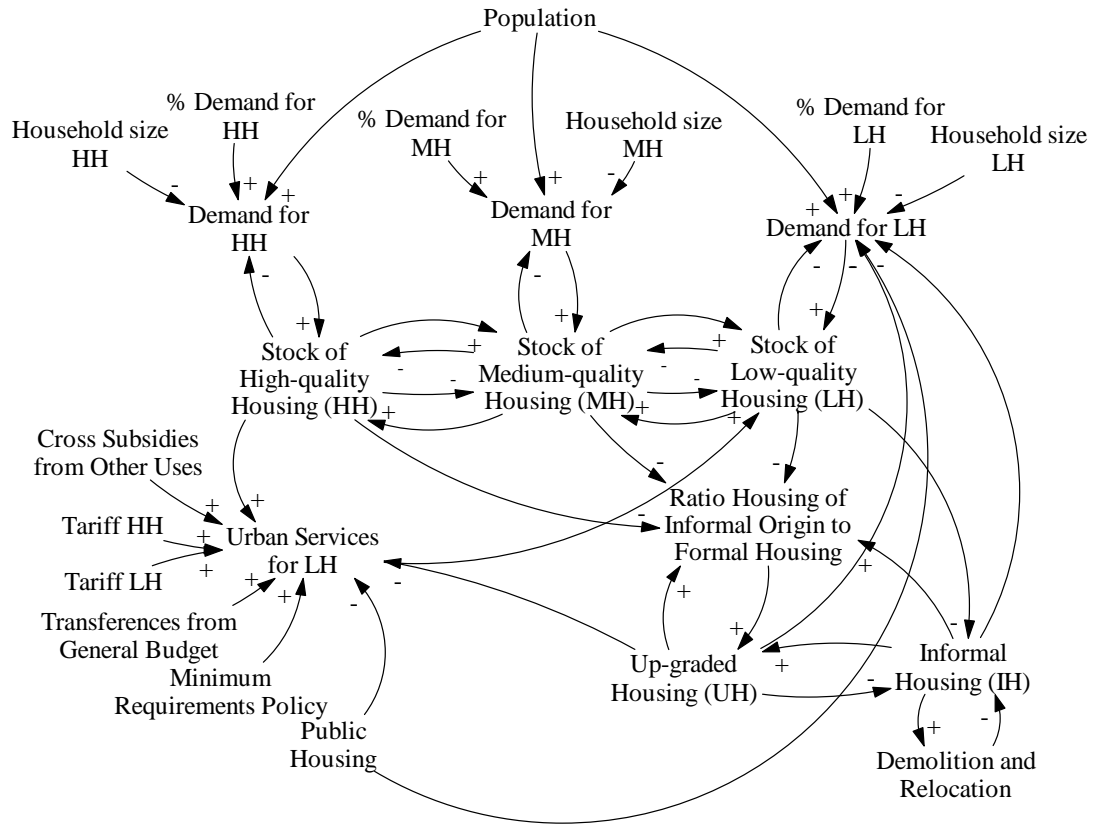 Population
% Demand for
HH
Household size
HH
% Demand for
MH
Household size
MH
% Demand for
LH
Household size
LH
-
+
+
+
+
-
+
+
-
Demand for
HH
Demand for
MH
Demand for LH
-
-
-
-
-
+
+
+
Stock of
High-quality
Housing (HH)
Stock of
Medium-quality
Housing (MH)
Stock of
Low-quality
Housing (LH)
+
-
-
+
+
-
-
+
+
Cross Subsidies
from Other Uses
Tariff HH
Tariff LH
Transferences from
General Budget
Minimum
Requirements Policy
Public
Housing
+
+
+
+
+
+
-
-
Urban Services
for LH
-
-
-
Ratio Housing of
Informal Origin to
Formal Housing
+
+
+
Up-graded
Housing (UH)
+
-
-
Informal
Housing (IH)
+
-
Demolition and
Relocation